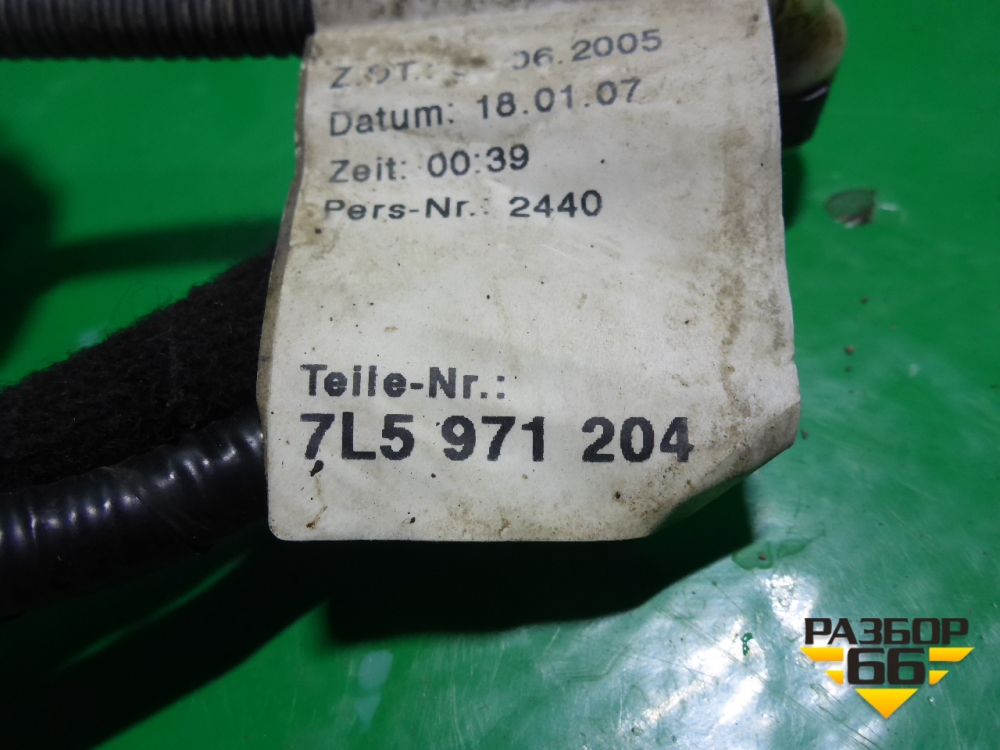 06.2005
Datum: 18.01.07
Zeit: 00:39
Pers-Nr.: 2440
Teile-Nr.:
7L5 971 204
РАЗБОР
66